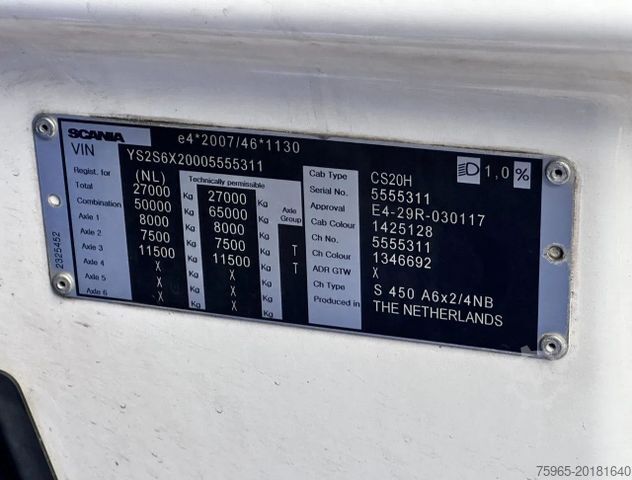 SCANIA e4*2007/46*1130
VIN YS2S6X20005555311
Regist. for (NL) Technically permissible
Total 27000 Kg 27000 Kg Axle Group
Combination 50000 Kg 65000 Kg
Axle 1 8000 Kg 8000 Kg
Axle 2 7500 Kg 7500 Kg T
Axle 3 11500 Kg 11500 Kg T
Axle 4 X Kg X Kg
Axle 5 X Kg X Kg
Axle 6 X Kg X Kg
Cab Type CS20H 1,0%
Serial No. 5555311
Approval E4-29R-030117
Cab Colour 1425128
Ch No. 5555311
Ch Colour 1346692
ADR GTW X
Ch Type S 450 A6x2/4NB
Produced in THE NETHERLANDS
2325452
75965-20181640